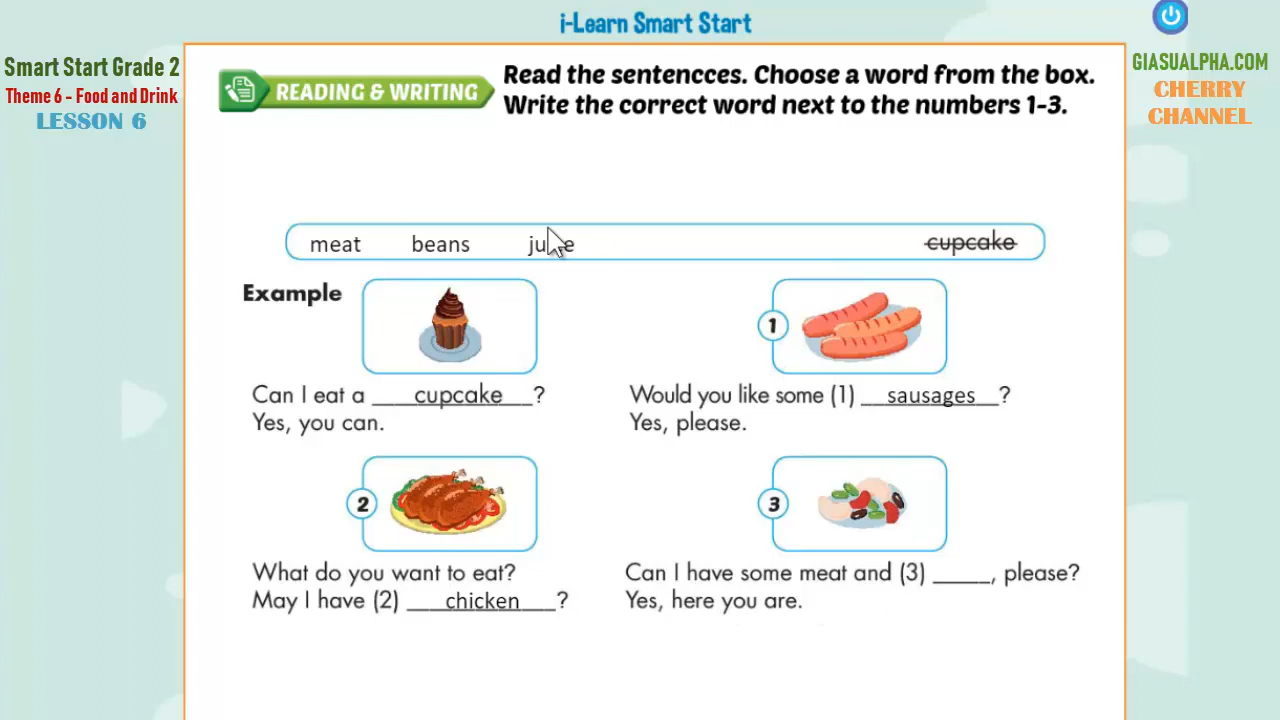 i-Learn Smart Start
Smart Start Grade 2
Theme 6 - Food and Drink
LESSON 6
GIASUALPHA.COM
CHERRY
CHANNEL
READING & WRITING
Read the sentencces. Choose a word from the box.
Write the correct word next to the numbers 1-3.
meat beans cupcake
Example
1
Can I eat a ___cupcake___?
Yes, you can.
Would you like some (1) __sausages__?
Yes, please.
2
3
What do you want to eat?
May I have (2) ___chicken___?
Can I have some meat and (3) _____, please?
Yes, here you are.